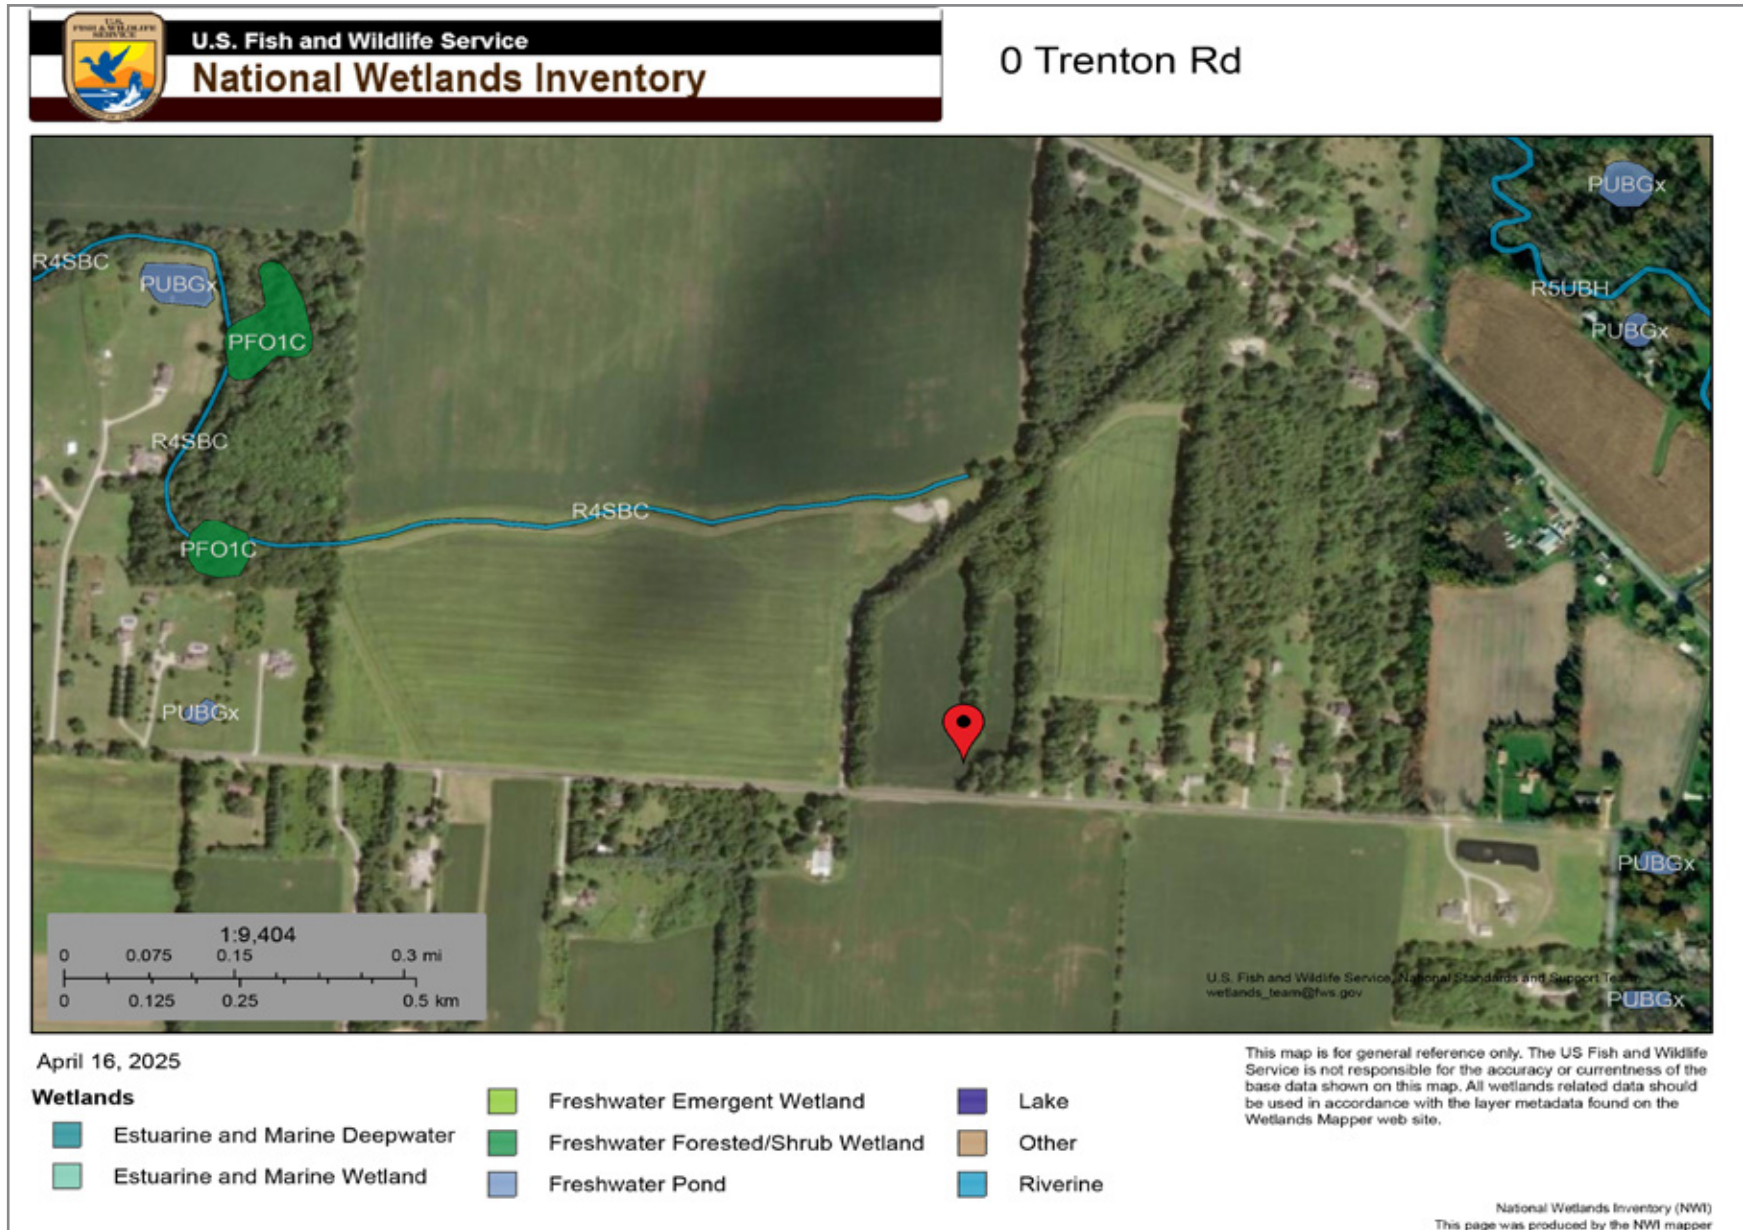 U.S.
FISH & WILDLIFE
SERVICE
U.S. Fish and Wildlife Service
National Wetlands Inventory
0 Trenton Rd
PUBGx
R4SBC
PUBGx
R5UBH
PUBGx
PFO1C
R4SBC
R4SBC
PFO1C
PUBGx
PUBGx
1:9,404
0 0.075 0.15 0.3 mi
0 0.125 0.25 0.5 km
U.S. Fish and Wildlife Service, National Standards and Support Team,
wetlands_team@fws.gov
PUBGx
April 16, 2025
Wetlands
Estuarine and Marine Deepwater
Estuarine and Marine Wetland
Freshwater Emergent Wetland
Freshwater Forested/Shrub Wetland
Freshwater Pond
Lake
Other
Riverine
This map is for general reference only. The US Fish and Wildlife
Service is not responsible for the accuracy or currentness of the
base data shown on this map. All wetlands related data should
be used in accordance with the layer metadata found on the
Wetlands Mapper web site.
National Wetlands Inventory (NWI)
This page was produced by the NWI mapper